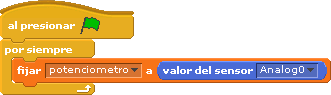 al presionar
por siempre
fijar potenciometro a valor del sensor Analog0